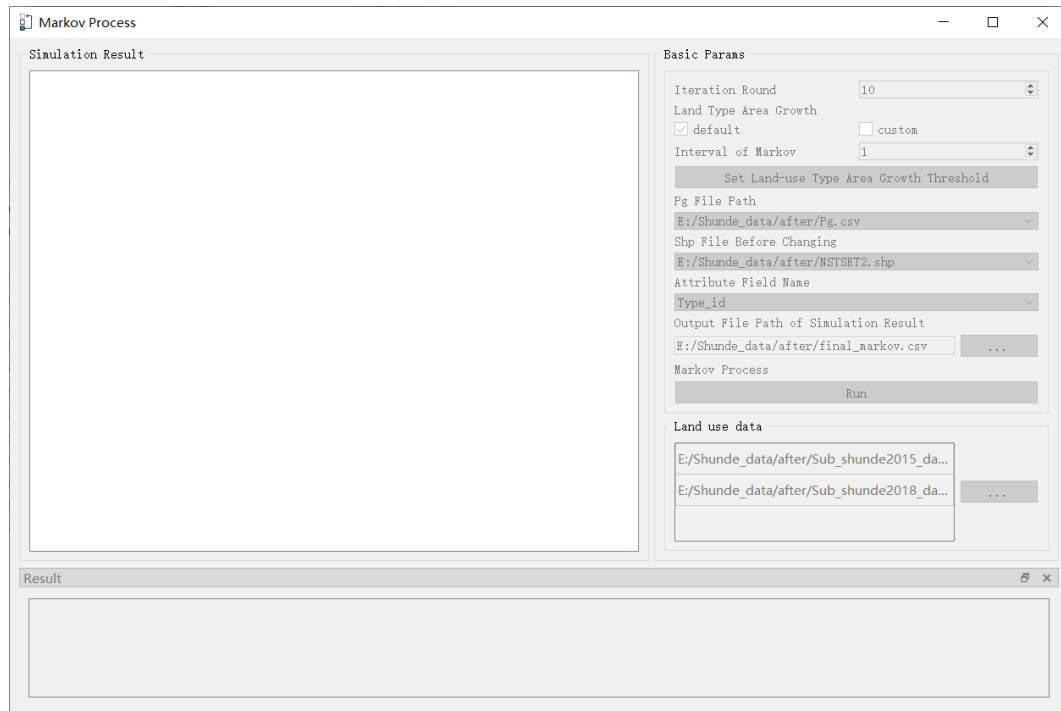 Markov Process
Simulation Result
Basic Params
Iteration Round 10
Land Type Area Growth
default custom
Interval of Markov 1
Set Land-use Type Area Growth Threshold
Pg File Path
E:/Shunde_data/after/Pg.csv
Shp File Before Changing
E:/Shunde_data/after/NSTSET2.shp
Attribute Field Name
Type_id
Output File Path of Simulation Result
E:/Shunde_data/after/final_markov.csv ...
Markov Process
Run
Land use data
E:/Shunde_data/after/Sub_shunde2015_da...
E:/Shunde_data/after/Sub_shunde2018_da...
...
Result